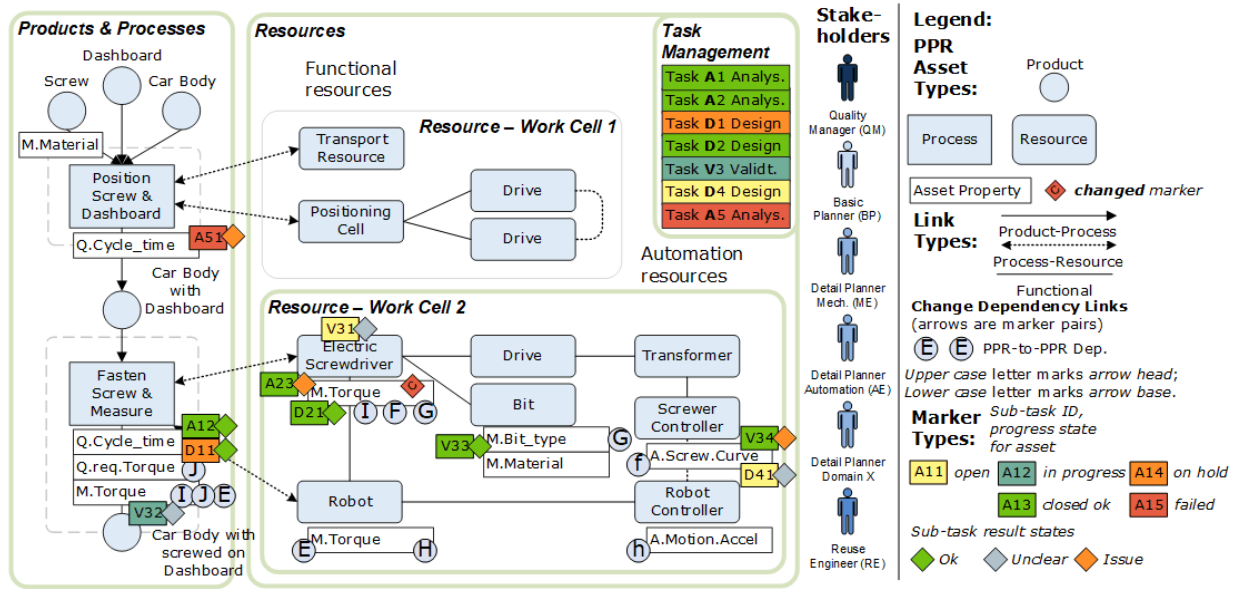 Products & Processes
Dashboard
Screw
Car Body
M.Material
Position
Screw &
Dashboard
Q.Cycle_time
A51
Car Body
with
Dashboard
Fasten
Screw &
Measure
A12
Q.Cycle_time
D11
Q.req.Torque
J
M.Torque
I J E
V32
Car Body with
screwed on
Dashboard
Resources
Functional
resources
Resource – Work Cell 1
Transport
Resource
Positioning
Cell
Drive
Drive
Task
Management
Task A1 Analys.
Task A2 Analys.
Task D1 Design
Task D2 Design
Task V3 Validt.
Task D4 Design
Task A5 Analys.
Automation
resources
Resource – Work Cell 2
V31
Electric
Screwdriver
A23
M.Torque
C
D21
I F G
Drive
Bit
V33
M.Bit_type
G
M.Material
Transformer
Screwer
Controller
V34
f
A.Screw.Curve
D41
Robot
M.Torque
E
H
Robot
Controller
h
A.Motion.Accel
Stake-
holders
Quality
Manager (QM)
Basic
Planner (BP)
Detail Planner
Mech. (ME)
Detail Planner
Automation (AE)
Detail Planner
Domain X
Reuse
Engineer (RE)
Legend:
PPR
Asset
Types:
Product
Process
Resource
Asset Property
C
changed marker
Link
Types:
Product-Process
Process-Resource
Functional
Change Dependency Links
(arrows are marker pairs)
E E PPR-to-PPR Dep.
Upper case letter marks arrow head;
Lower case letter marks arrow base.
Marker
Types:
Sub-task ID,
progress state
for asset
A11 open
A12 in progress
A14 on hold
A13 closed ok
A15 failed
Sub-task result states
Ok
Unclear
Issue